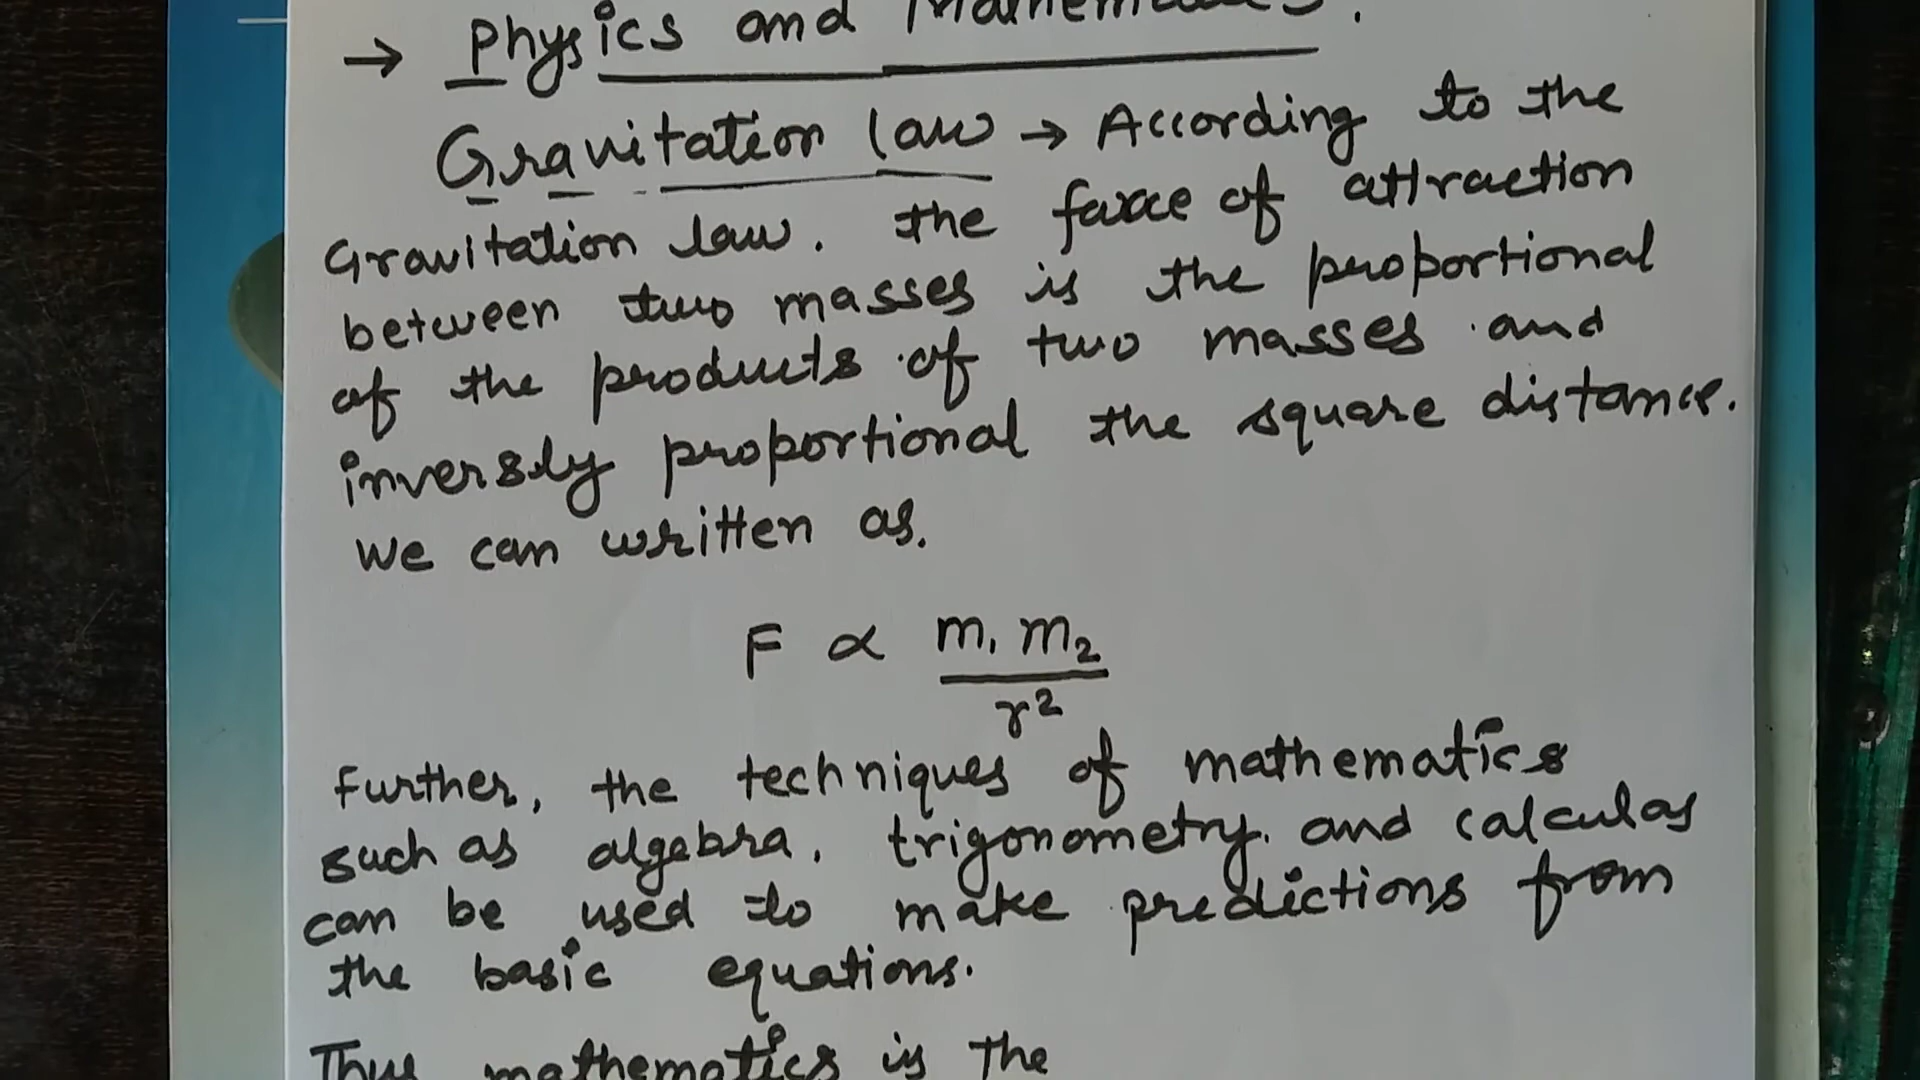 → Physics and Mathematics.
Gravitation law → According to the
Gravitation law. the force of attraction
between two masses is the proportional
of the products of two masses and
inversly proportional the square distance.
we can written as.
F ∝ m₁ m₂ / r²
Further, the techniques of mathematics
such as algebra, trigonometry. and calculas
can be used to make predictions from
the basic equations.
Thus mathematics is the